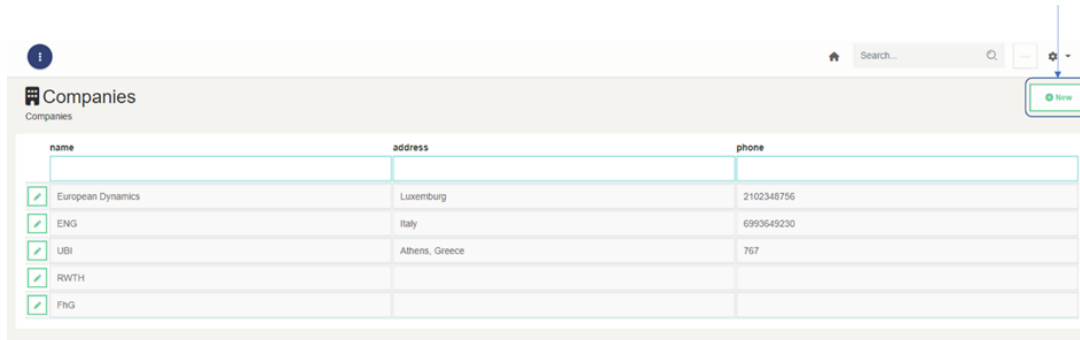 Search...
Companies
Companies
New
name address phone
European Dynamics Luxemburg 2102348756
ENG Italy 6993649230
UBI Athens, Greece 767
RWTH
FhG